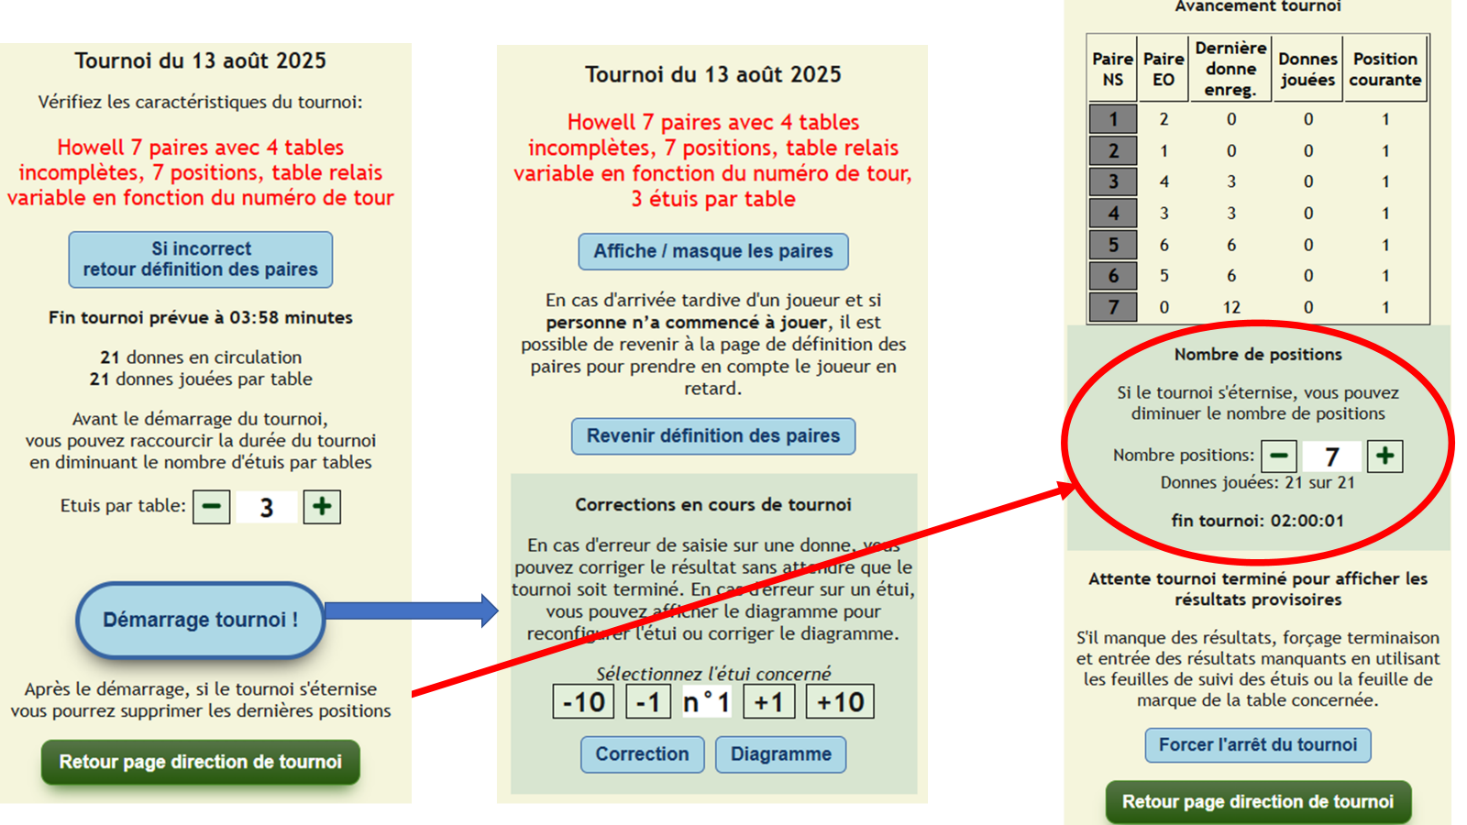 Tournoi du 13 août 2025
Vérifiez les caractéristiques du tournoi:
Howell 7 paires avec 4 tables
incomplètes, 7 positions, table relais
variable en fonction du numéro de tour
Si incorrect
retour définition des paires
Fin tournoi prévue à 03:58 minutes
21 donnes en circulation
21 donnes jouées par table
Avant le démarrage du tournoi,
vous pouvez raccourcir la durée du tournoi
en diminuant le nombre d'étuis par tables
Etuis par table: − 3 +
Démarrage tournoi !
Après le démarrage, si le tournoi s'éternise
vous pourrez supprimer les dernières positions
Retour page direction de tournoi
Tournoi du 13 août 2025
Howell 7 paires avec 4 tables
incomplètes, 7 positions, table relais
variable en fonction du numéro de tour,
3 étuis par table
Affiche / masque les paires
En cas d'arrivée tardive d'un joueur et si
personne n'a commencé à jouer, il est
possible de revenir à la page de définition des
paires pour prendre en compte le joueur en
retard.
Revenir définition des paires
Corrections en cours de tournoi
En cas d'erreur de saisie sur une donne, vous
pouvez corriger le résultat sans attendre que le
tournoi soit terminé. En cas d'erreur sur un étui,
vous pouvez afficher le diagramme pour
reconfigurer l'étui ou corriger le diagramme.
Sélectionnez l'étui concerné
-10 -1 n°1 +1 +10
Correction Diagramme
Avancement tournoi
Paire NS Paire EO Dernière donne enreg. Donnes jouées Position courante
1 2 0 0 1
2 1 0 0 1
3 4 3 0 1
4 3 3 0 1
5 6 6 0 1
6 5 6 0 1
7 0 12 0 1
Nombre de positions
Si le tournoi s'éternise, vous pouvez
diminuer le nombre de positions
Nombre positions: − 7 +
Donnes jouées: 21 sur 21
fin tournoi: 02:00:01
Attente tournoi terminé pour afficher les
résultats provisoires
S'il manque des résultats, forçage terminaison
et entrée des résultats manquants en utilisant
les feuilles de suivi des étuis ou la feuille de
marque de la table concernée.
Forcer l'arrêt du tournoi
Retour page direction de tournoi